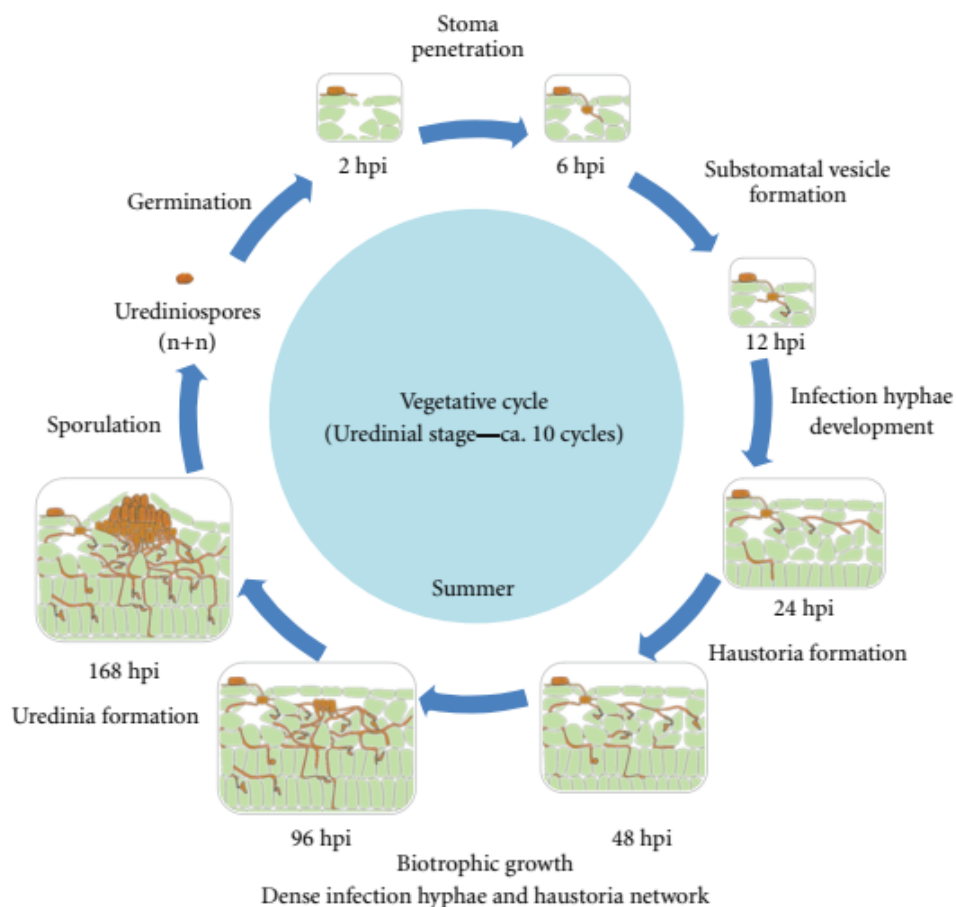 Stoma
penetration
2 hpi
6 hpi
Substomatal vesicle
formation
Germination
Urediniospores
(n+n)
12 hpi
Vegetative cycle
(Uredinial stage—ca. 10 cycles)
Infection hyphae
development
Sporulation
Summer
24 hpi
Haustoria formation
168 hpi
Uredinia formation
96 hpi
48 hpi
Biotrophic growth
Dense infection hyphae and haustoria network